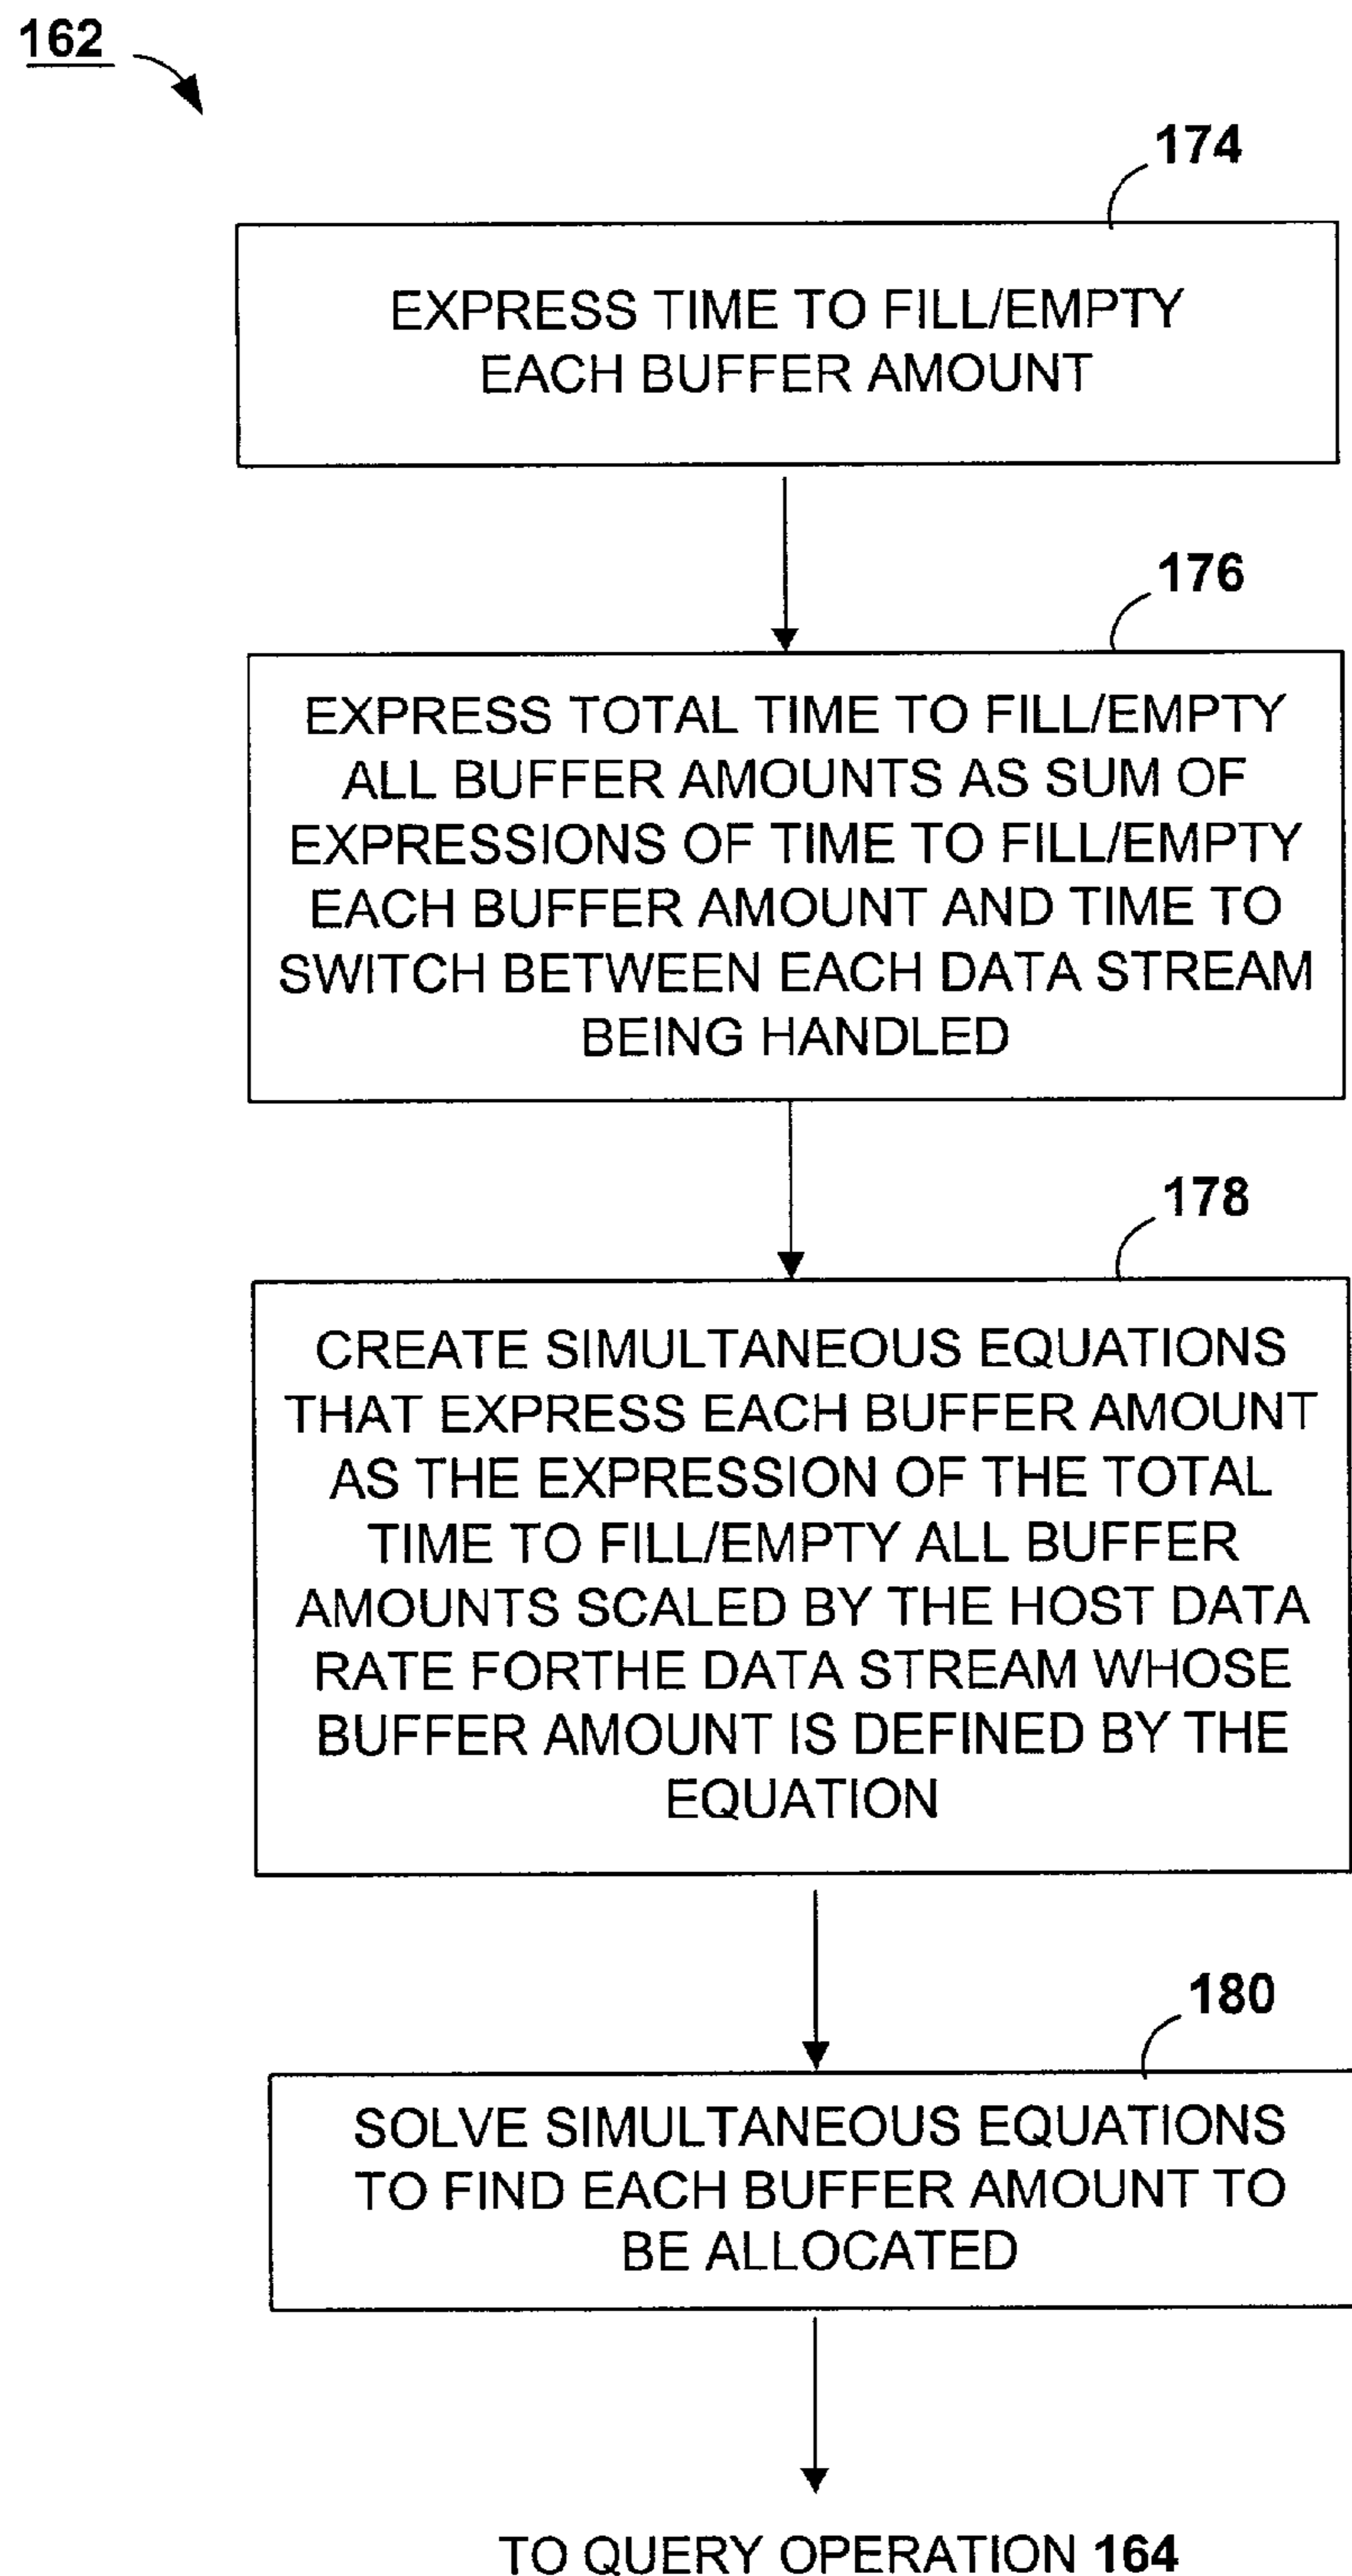 162
174
EXPRESS TIME TO FILL/EMPTY
EACH BUFFER AMOUNT
176
EXPRESS TOTAL TIME TO FILL/EMPTY
ALL BUFFER AMOUNTS AS SUM OF
EXPRESSIONS OF TIME TO FILL/EMPTY
EACH BUFFER AMOUNT AND TIME TO
SWITCH BETWEEN EACH DATA STREAM
BEING HANDLED
178
CREATE SIMULTANEOUS EQUATIONS
THAT EXPRESS EACH BUFFER AMOUNT
AS THE EXPRESSION OF THE TOTAL
TIME TO FILL/EMPTY ALL BUFFER
AMOUNTS SCALED BY THE HOST DATA
RATE FORTHE DATA STREAM WHOSE
BUFFER AMOUNT IS DEFINED BY THE
EQUATION
180
SOLVE SIMULTANEOUS EQUATIONS
TO FIND EACH BUFFER AMOUNT TO
BE ALLOCATED
TO QUERY OPERATION 164